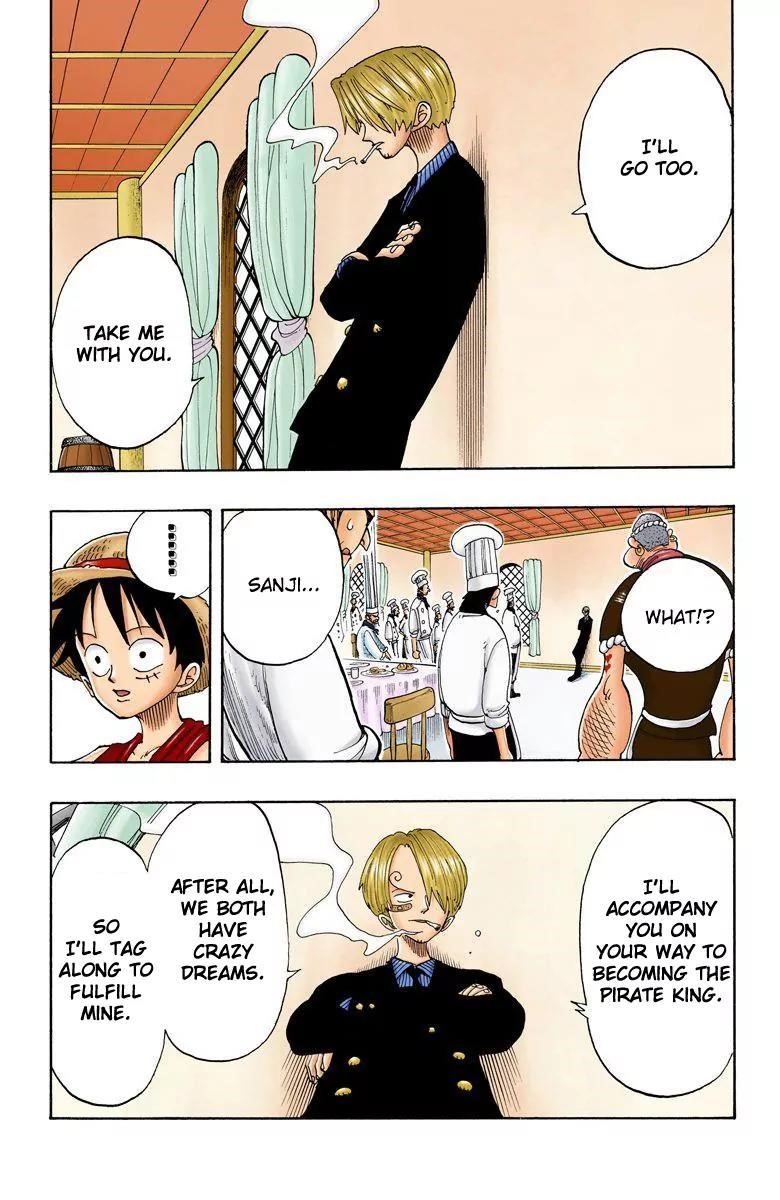 I'LL
GO TOO.
TAKE ME
WITH YOU.
WHAT!?
SANJI...
......
I'LL
ACCOMPANY
YOU ON
YOUR WAY TO
BECOMING THE
PIRATE KING.
AFTER ALL,
WE BOTH
HAVE
CRAZY
DREAMS.
SO
I'LL TAG
ALONG TO
FULFILL
MINE.